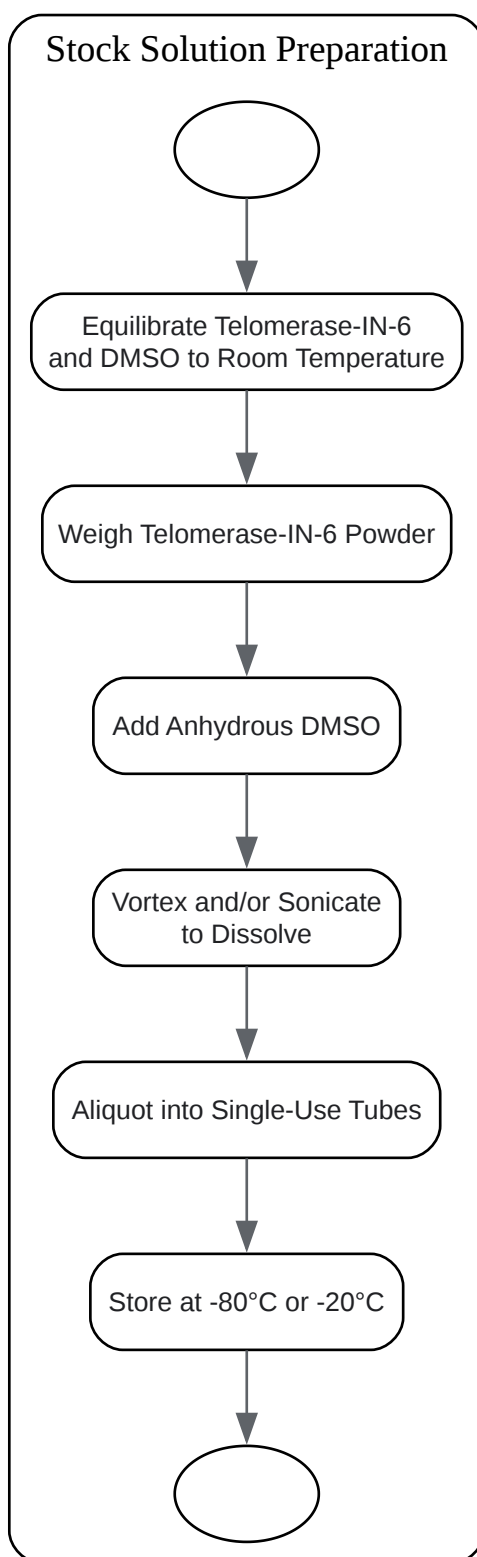 Stock Solution Preparation
Equilibrate Telomerase-IN-6
and DMSO to Room Temperature
Weigh Telomerase-IN-6 Powder
Add Anhydrous DMSO
Vortex and/or Sonicate
to Dissolve
Aliquot into Single-Use Tubes
Store at -80°C or -20°C